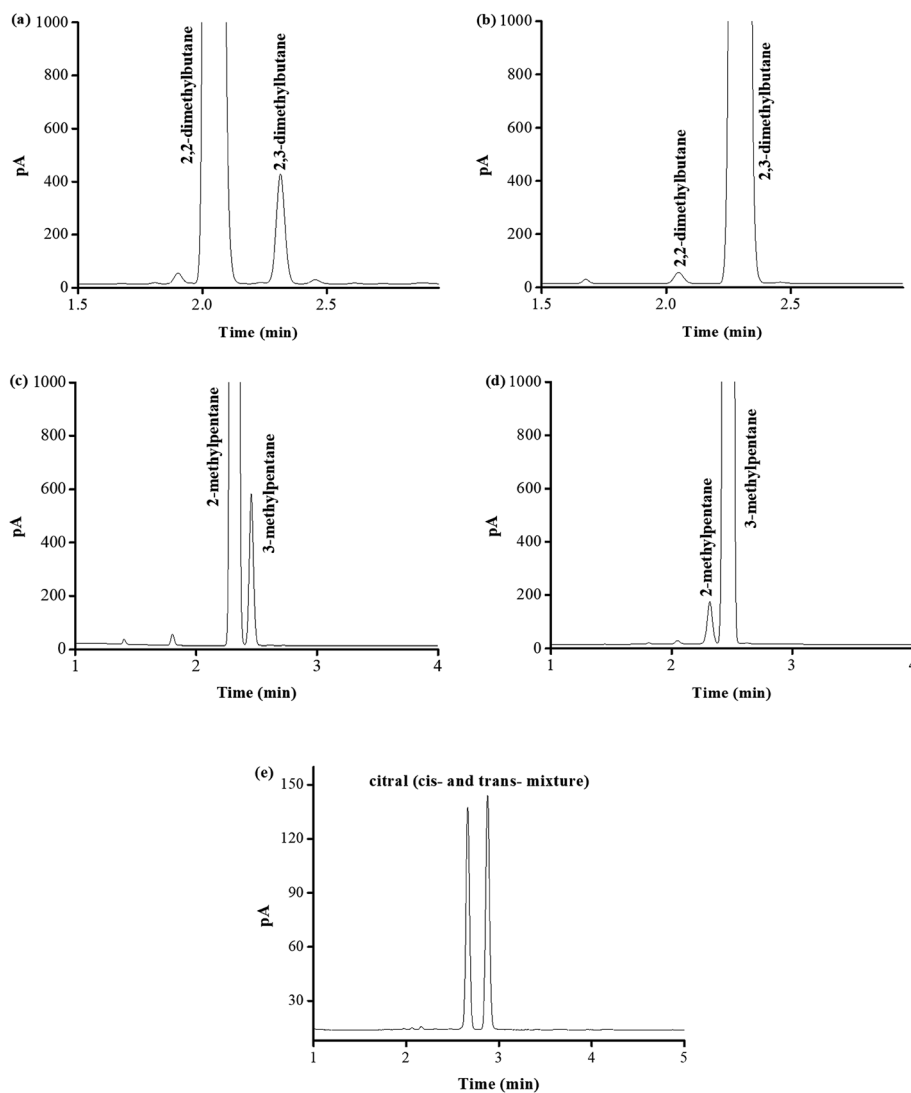 (a)
1000
800
600
400
200
0
pA
2,2-dimethylbutane
2,3-dimethylbutane
1.5
2.0
2.5
Time (min)
(b)
1000
800
600
400
200
0
pA
2,2-dimethylbutane
2,3-dimethylbutane
1.5
2.0
2.5
Time (min)
(c)
1000
800
600
400
200
0
pA
2-methylpentane
3-methylpentane
1
2
3
4
Time (min)
(d)
1000
800
600
400
200
0
pA
2-methylpentane
3-methylpentane
1
2
3
4
Time (min)
(e)
150
120
90
60
30
pA
citral (cis- and trans- mixture)
1
2
3
4
5
Time (min)